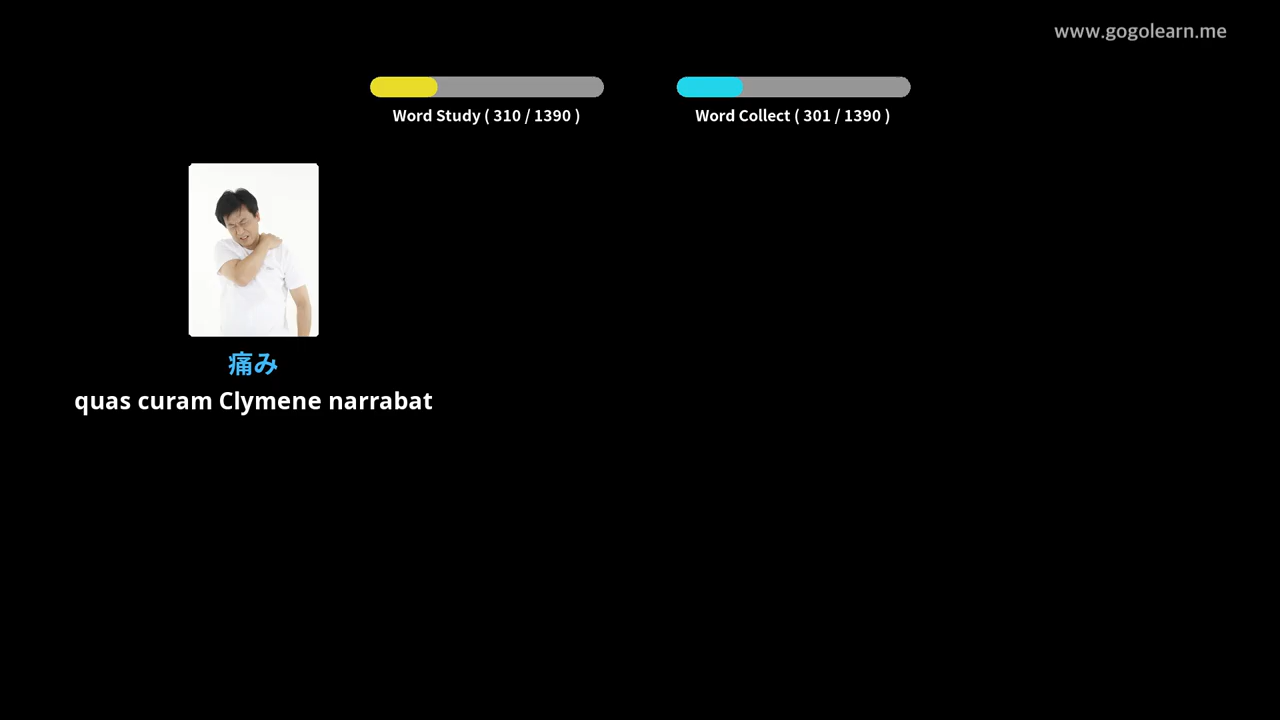 www.gogolearn.me
Word Study ( 310 / 1390 )
Word Collect ( 301 / 1390 )
痛み
quas curam Clymene narrabat